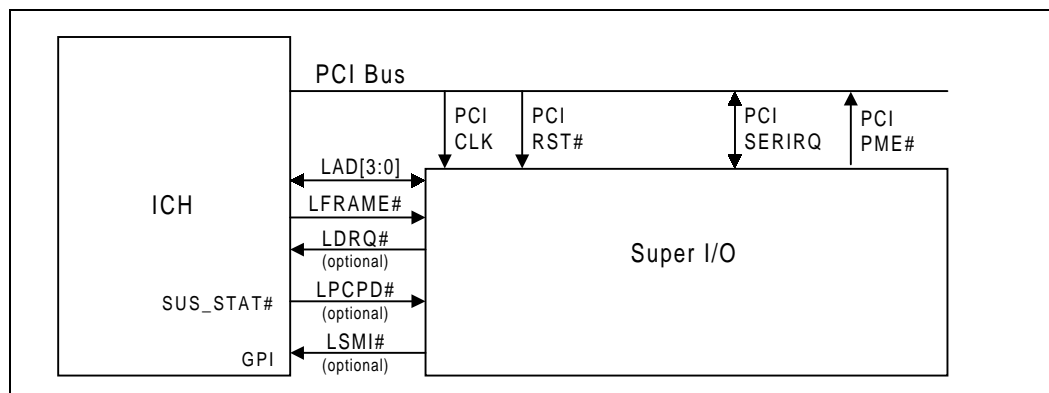 PCI Bus
PCI
CLK
PCI
RST#
PCI
SERIRQ
PCI
PME#
ICH
LAD[3:0]
LFRAME#
LDRQ#
(optional)
SUS_STAT#
LPCPD#
(optional)
GPI
LSMI#
(optional)
Super I/O